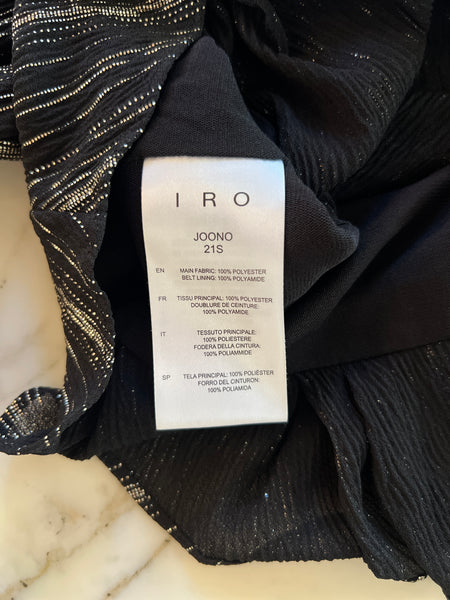 IRO
JOONO
21S
EN MAIN FABRIC: 100% POLYESTER
BELT LINING: 100% POLYAMIDE
FR TISSU PRINCIPAL: 100% POLYESTER
DOUBLURE DE CEINTURE:
100% POLYAMIDE
IT TESSUTO PRINCIPALE:
100% POLIESTERE
FODERA DELLA CINTURA:
100% POLIAMMIDE
SP TELA PRINCIPAL: 100% POLIÉSTER
FORRO DEL CINTURON:
100% POLIAMIDA